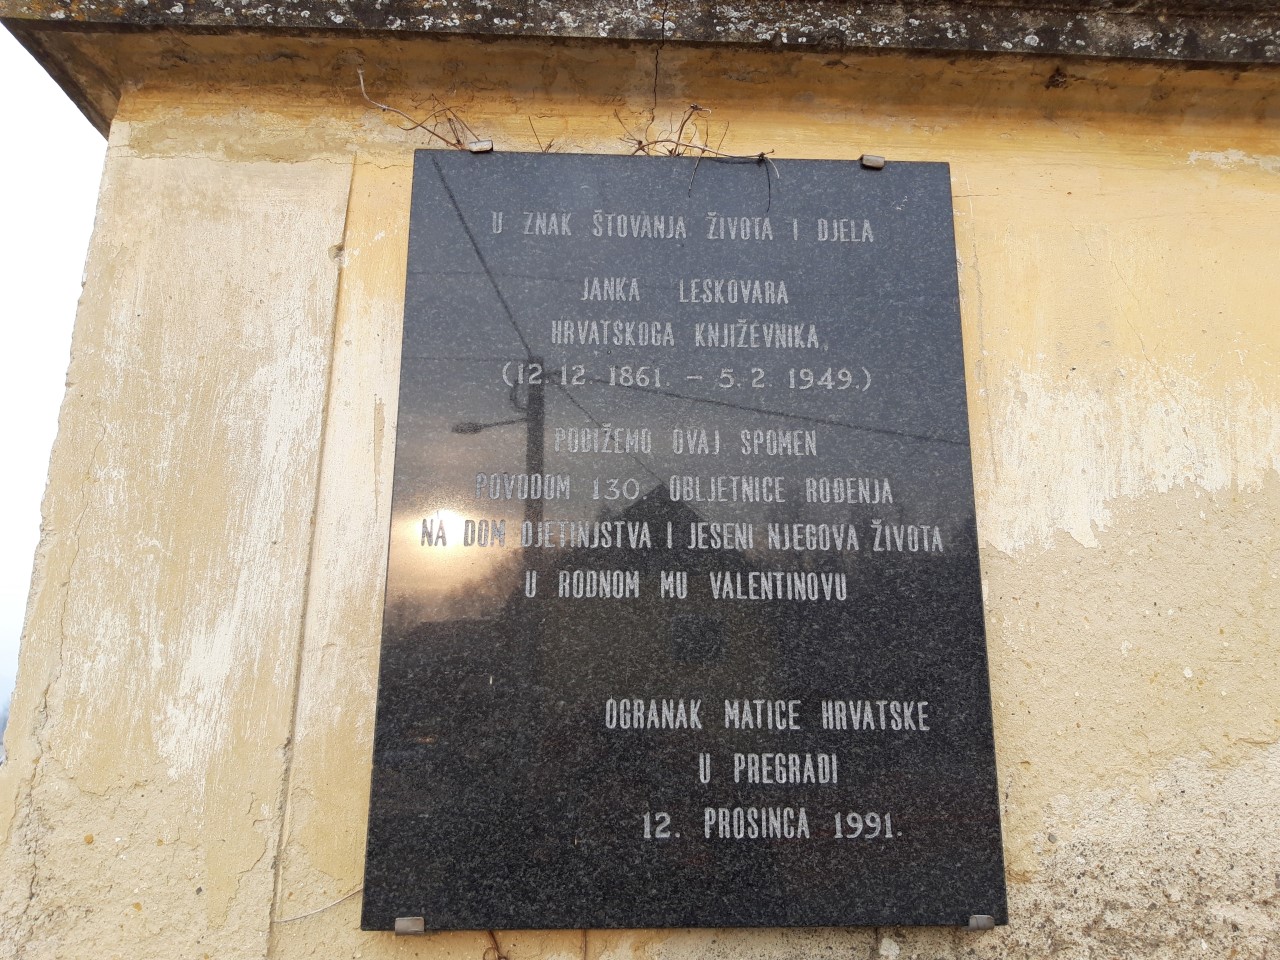 U ZNAK ŠTOVANJA ŽIVOTA I DJELA
JANKA LESKOVARA
HRVATSKOGA KNJIŽEVNIKA,
(12. 12. 1861. – 5. 2. 1949.)
PODIŽEMO OVAJ SPOMEN
POVODOM 130. OBLJETNICE ROĐENJA
NA DOM DJETINJSTVA I JESENI NJEGOVA ŽIVOTA
U RODNOM MU VALENTINOVU
OGRANAK MATICE HRVATSKE
U PREGRADI
12. PROSINCA 1991.